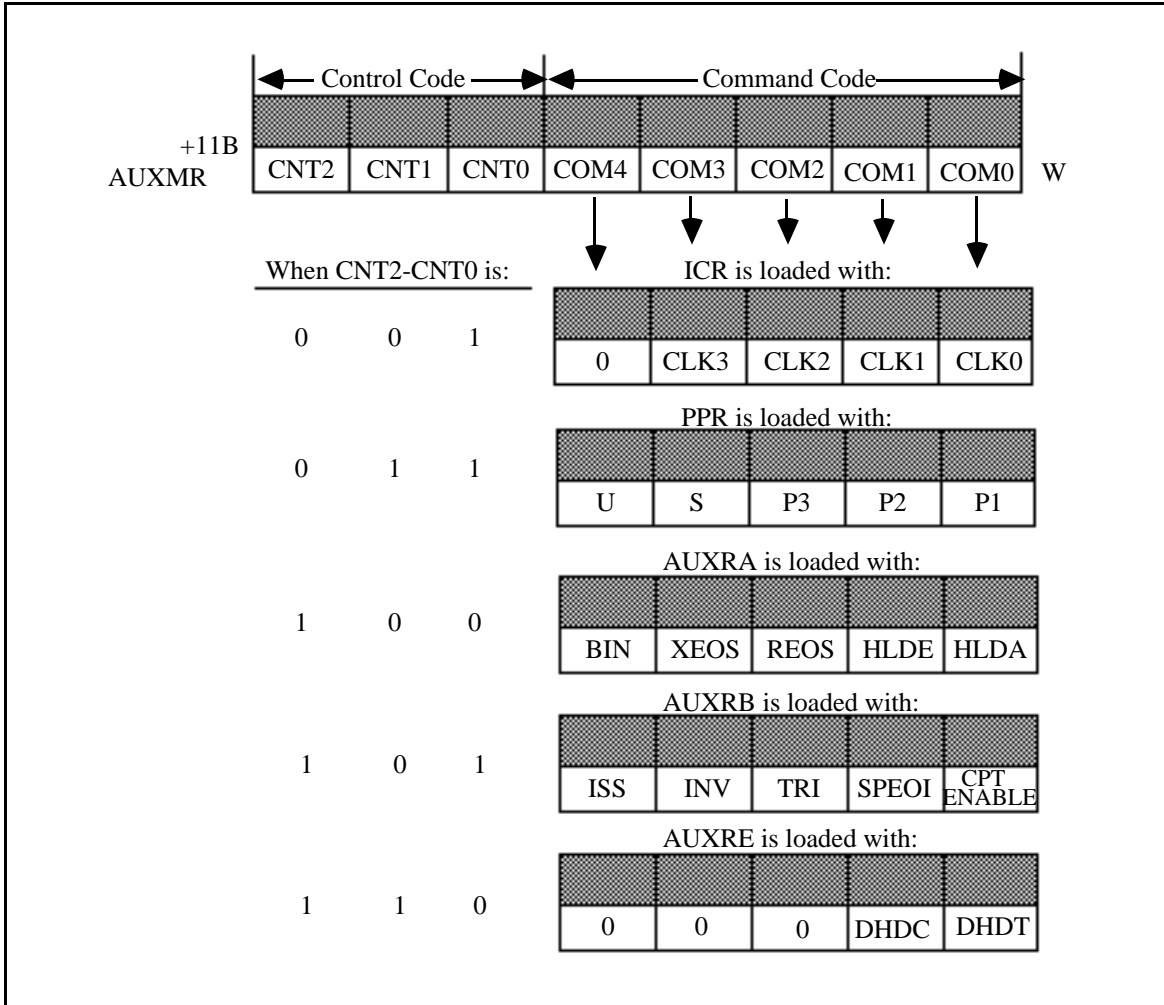 Control Code Command Code
+11B
AUXMR CNT2 CNT1 CNT0 COM4 COM3 COM2 COM1 COM0 W
When CNT2-CNT0 is: ICR is loaded with:
0 0 1 0 CLK3 CLK2 CLK1 CLK0
PPR is loaded with:
0 1 1 U S P3 P2 P1
AUXRA is loaded with:
1 0 0 BIN XEOS REOS HLDE HLDA
AUXRB is loaded with:
1 0 1 ISS INV TRI SPEOI CPT ENABLE
AUXRE is loaded with:
1 1 0 0 0 0 DHDC DHDT